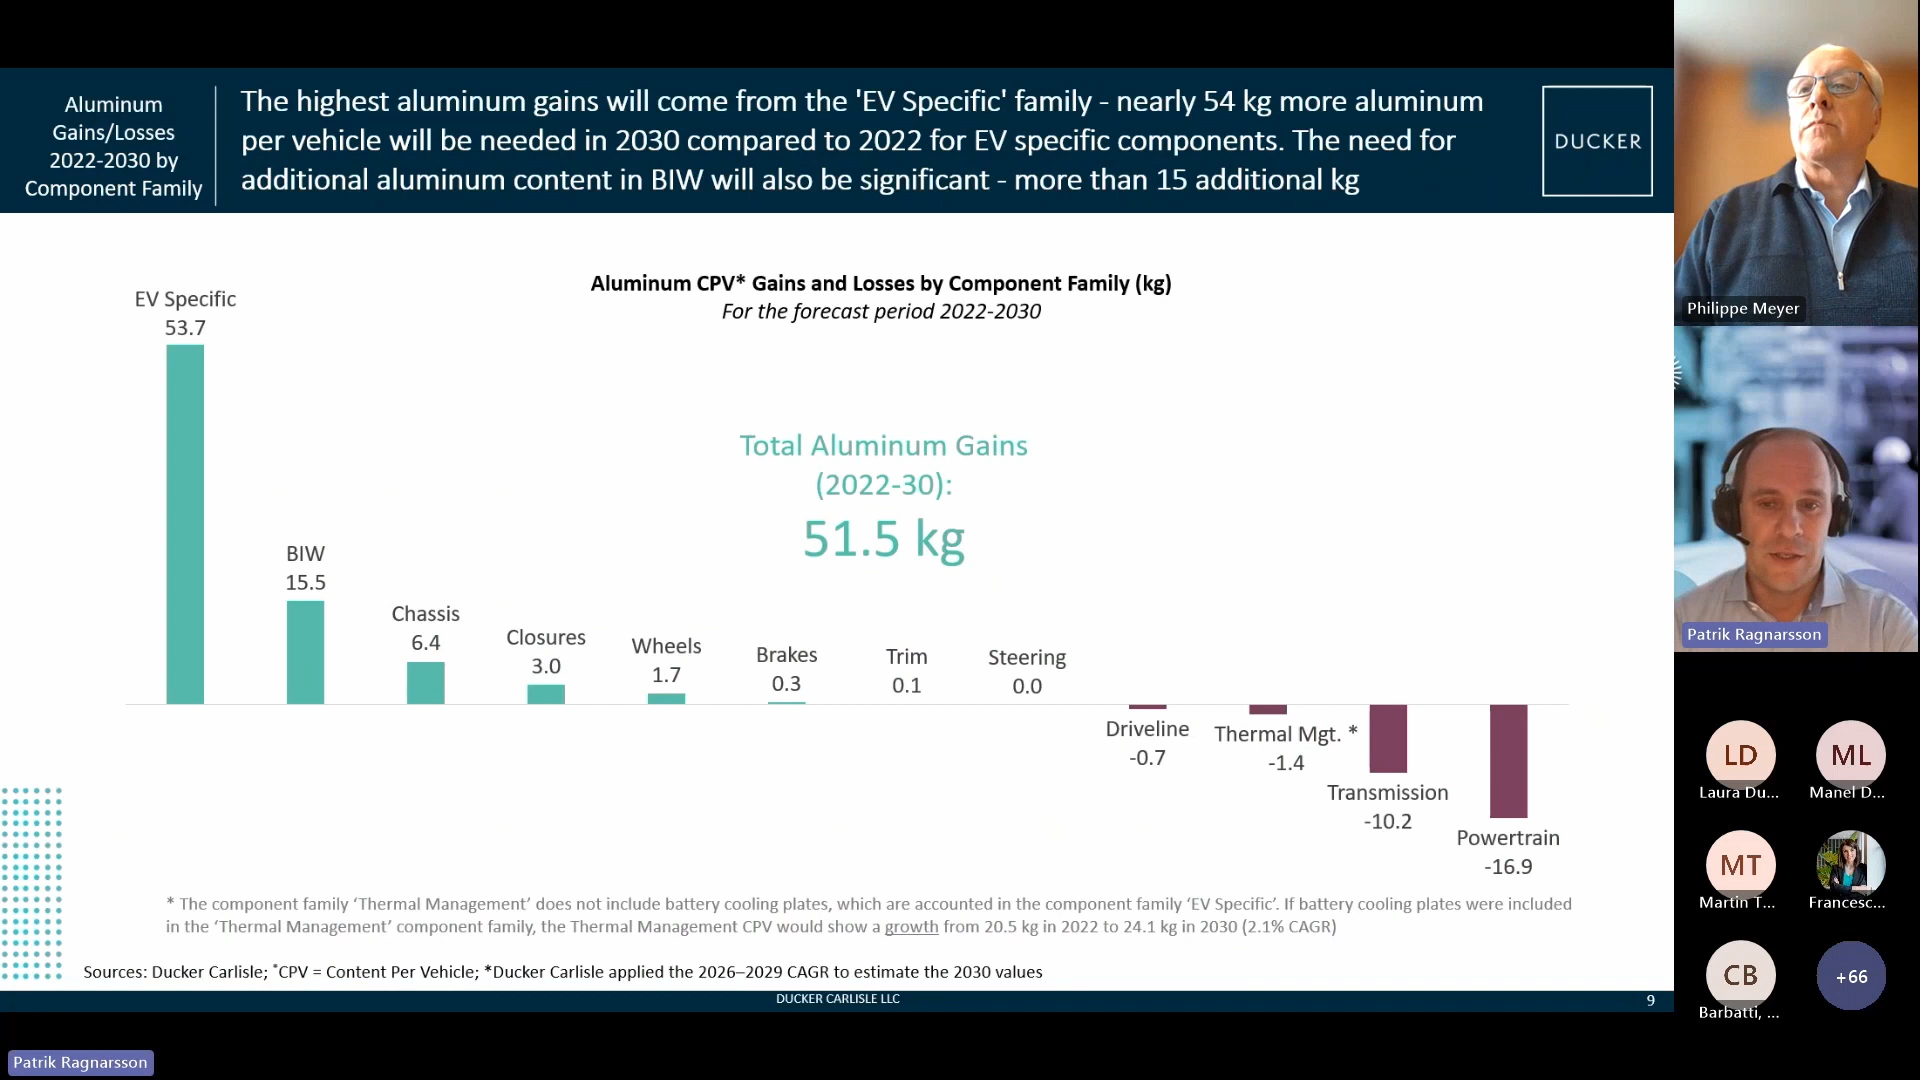 Aluminum
Gains/Losses
2022-2030 by
Component Family
The highest aluminum gains will come from the 'EV Specific' family - nearly 54 kg more aluminum
per vehicle will be needed in 2030 compared to 2022 for EV specific components. The need for
additional aluminum content in BIW will also be significant - more than 15 additional kg
DUCKER
Aluminum CPV* Gains and Losses by Component Family (kg)
For the forecast period 2022-2030
EV Specific
53.7
Total Aluminum Gains
(2022-30):
51.5 kg
BIW
15.5
Chassis
6.4
Closures
3.0
Wheels
1.7
Brakes
0.3
Trim
0.1
Steering
0.0
Driveline
-0.7
Thermal Mgt. *
-1.4
Transmission
-10.2
Powertrain
-16.9
* The component family ‘Thermal Management’ does not include battery cooling plates, which are accounted in the component family ‘EV Specific’. If battery cooling plates were included
in the ‘Thermal Management’ component family, the Thermal Management CPV would show a growth from 20.5 kg in 2022 to 24.1 kg in 2030 (2.1% CAGR)
Sources: Ducker Carlisle; *CPV = Content Per Vehicle; *Ducker Carlisle applied the 2026–2029 CAGR to estimate the 2030 values
DUCKER CARLISLE LLC
9
Patrik Ragnarsson
Philippe Meyer
Patrik Ragnarsson
LD
Laura Du...
ML
Manel D...
MT
Martin T...
Francesc...
CB
Barbatti, ...
+66